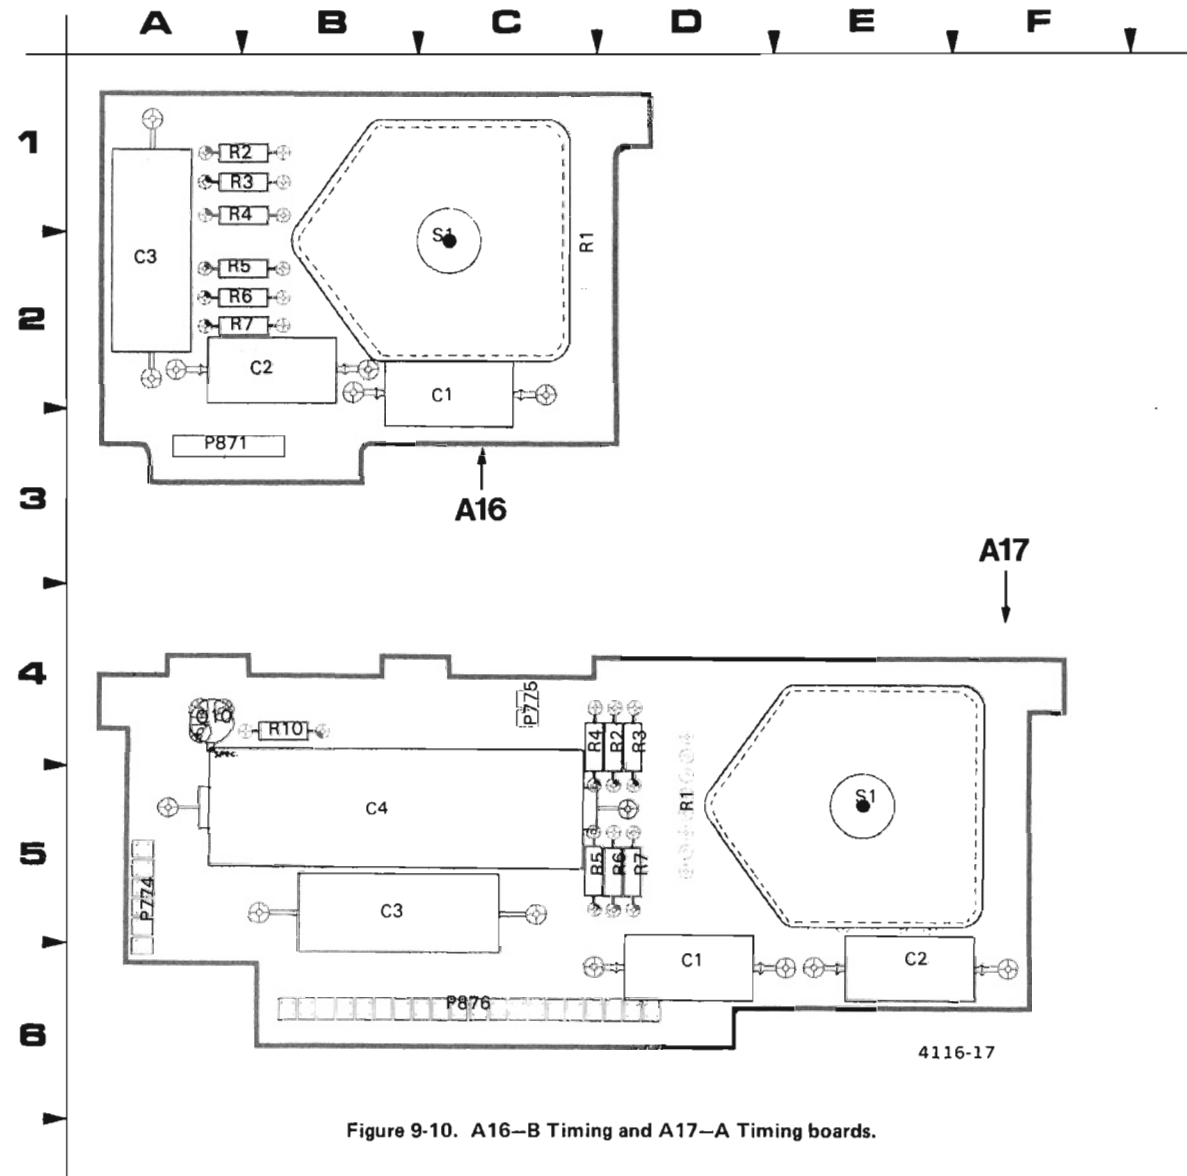 A B C D E F
1
R2
R3
R4
S1
R1
C3
R5
R6
2
R7
C2
C1
P871
3
A16
A17
4
P775
Q10
R10
R4 R2 R3
SPEC.
C4
R1
S1
5
R5 R6 R7
P774
C3
C1
C2
P876
6
4116-17
Figure 9-10. A16—B Timing and A17—A Timing boards.